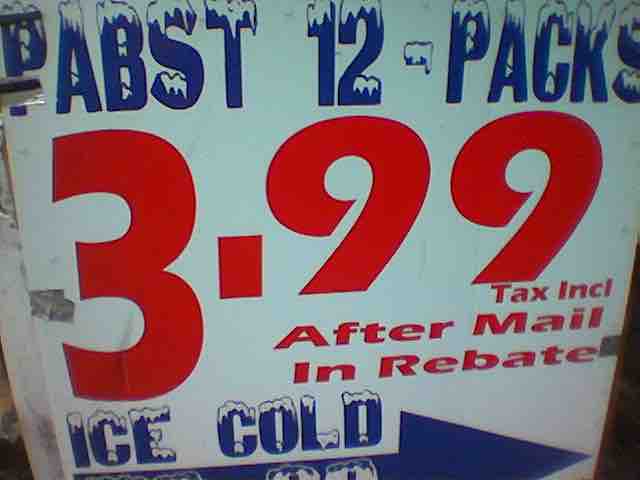 PABST 12-PACKS
3.99
Tax Incl
After Mail
In Rebate
ICE COLD